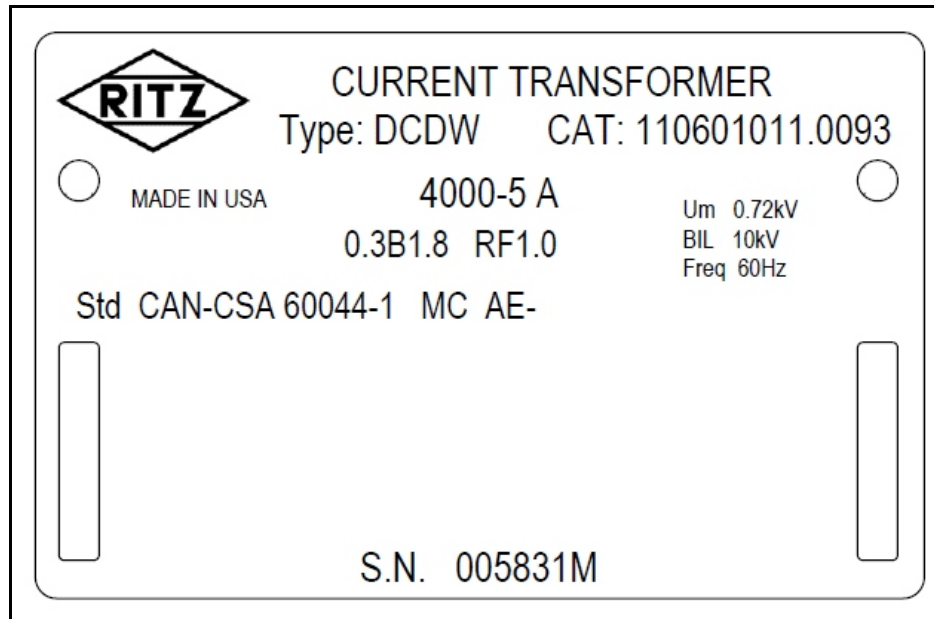 RITZ
CURRENT TRANSFORMER
Type: DCDW CAT: 110601011.0093
MADE IN USA
4000-5 A
0.3B1.8 RF1.0
Um 0.72kV
BIL 10kV
Freq 60Hz
Std CAN-CSA 60044-1 MC AE-
S.N. 005831M